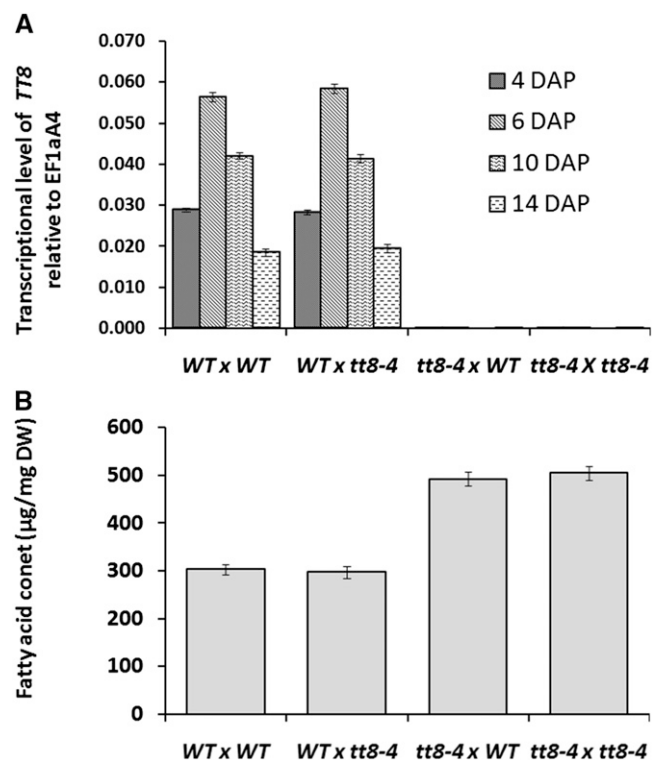 A
Transcriptional level of TT8
relative to EF1aA4
0.070
0.060
0.050
0.040
0.030
0.020
0.010
0.000
4 DAP
6 DAP
10 DAP
14 DAP
WT x WT
WT x tt8-4
tt8-4 x WT
tt8-4 X tt8-4
B
Fatty acid conet (µg/mg DW)
600
500
400
300
200
100
0
WT x WT
WT x tt8-4
tt8-4 x WT
tt8-4 x tt8-4